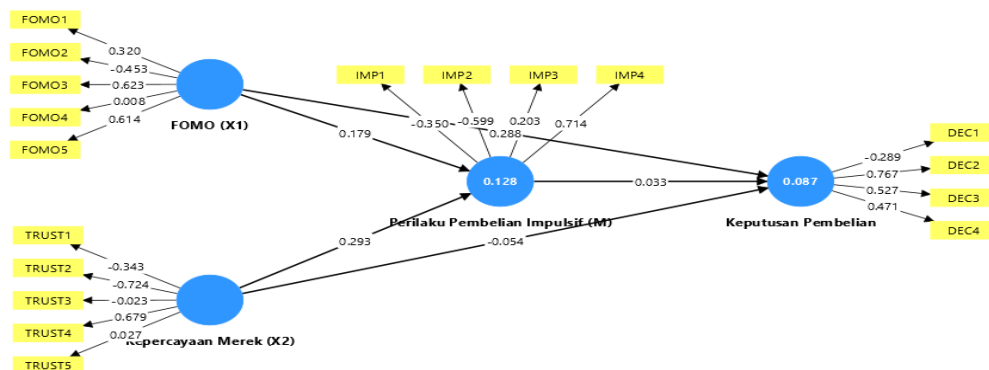 FOMO1
FOMO2
FOMO3
FOMO4
FOMO5
0.320
-0.453
0.623
0.008
0.614
FOMO (X1)
IMP1
IMP2
IMP3
IMP4
-0.350
-0.599
0.203
0.714
0.288
0.179
0.128
Perilaku Pembelian Impulsif (M)
0.033
0.087
Keputusan Pembelian
DEC1
DEC2
DEC3
DEC4
-0.289
0.767
0.527
0.471
TRUST1
TRUST2
TRUST3
TRUST4
TRUST5
-0.343
-0.724
-0.023
0.679
0.027
Kepercayaan Merek (X2)
0.293
-0.054